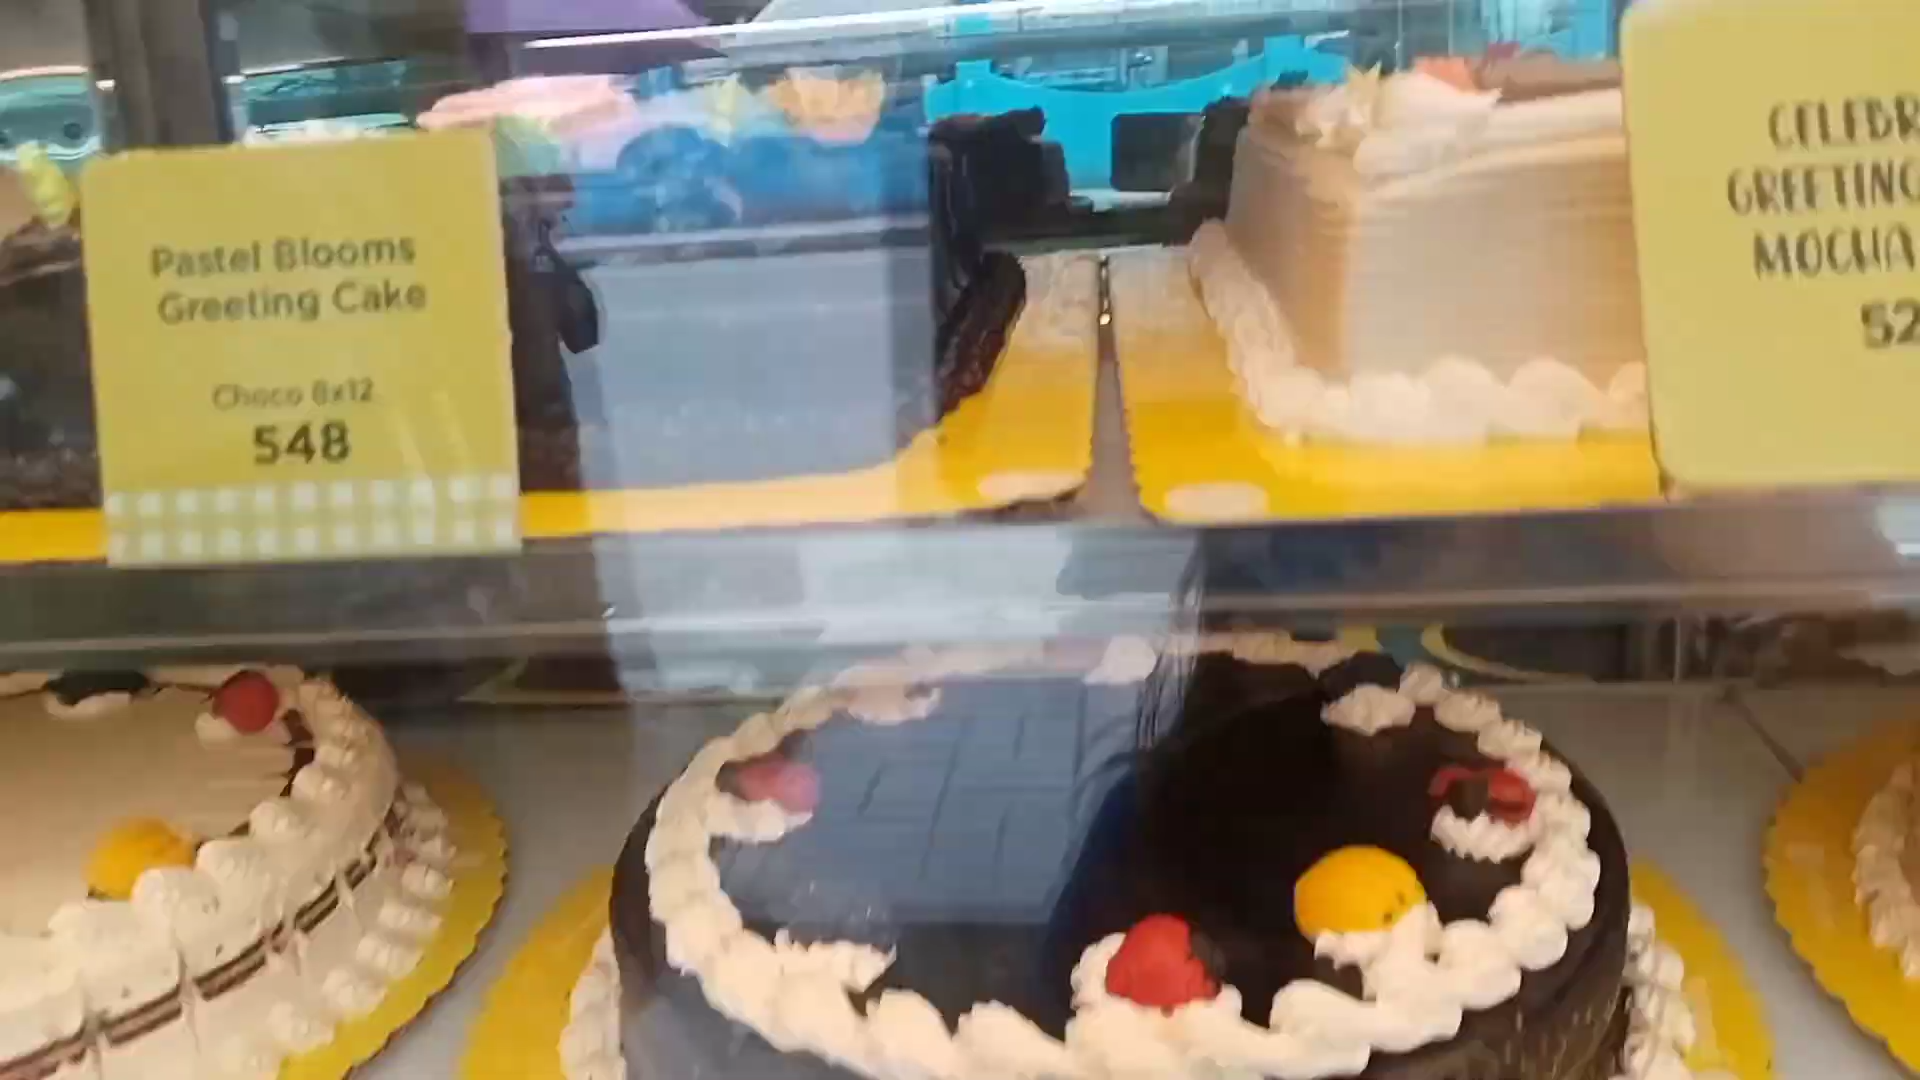 Pastel Blooms
Greeting Cake
Choco 8x12
548
CELEBR
GREETING
MOCHA
52